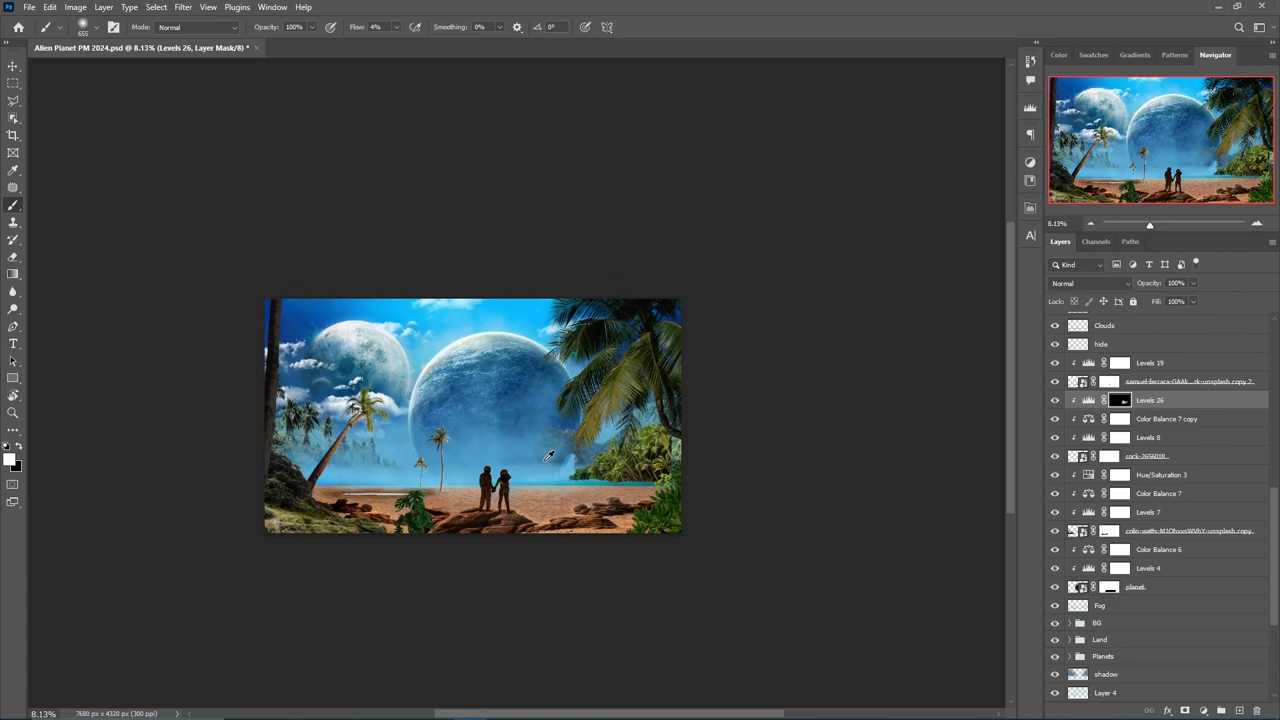 Ps File Edit Image Layer Type Select Filter View Plugins Window Help
655 Mode: Normal Opacity: 100% Flow: 4% Smoothing: 0% 0°
Alien Planet PM 2024.psd @ 8.13% (Levels 26, Layer Mask/8) *
Color Swatches Gradients Patterns Navigator
8.13%
Layers Channels Paths
Kind
Normal Opacity: 100%
Lock: Fill: 100%
Clouds
hide
Levels 19
Levels 26
Color Balance 7 copy
Levels 8
rock-2656018...
Hue/Saturation 3
Color Balance 7
Levels 7
Color Balance 6
Levels 4
planet
Fog
BG
Land
Planets
shadow
Layer 4
8.13% 7680 px x 4320 px (300 ppi)